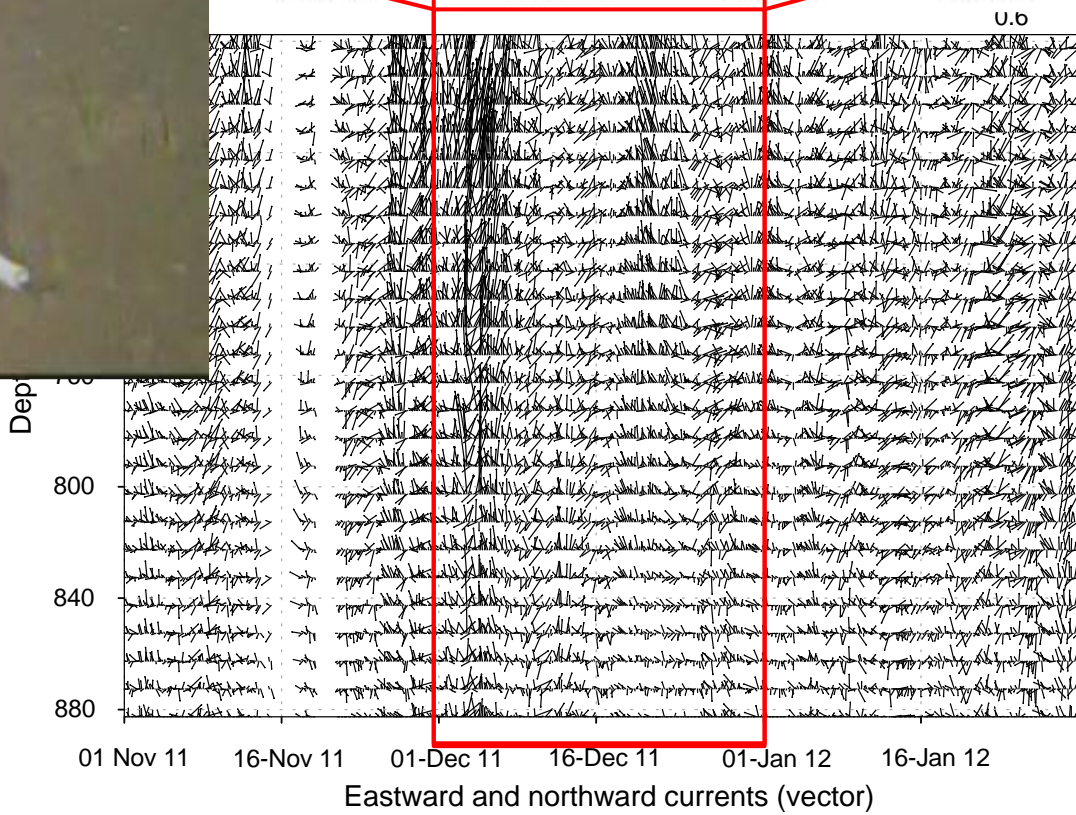 0.6
Dep
800
840
880
01 Nov 11 16-Nov 11 01-Dec 11 16-Dec 11 01-Jan 12 16-Jan 12
Eastward and northward currents (vector)